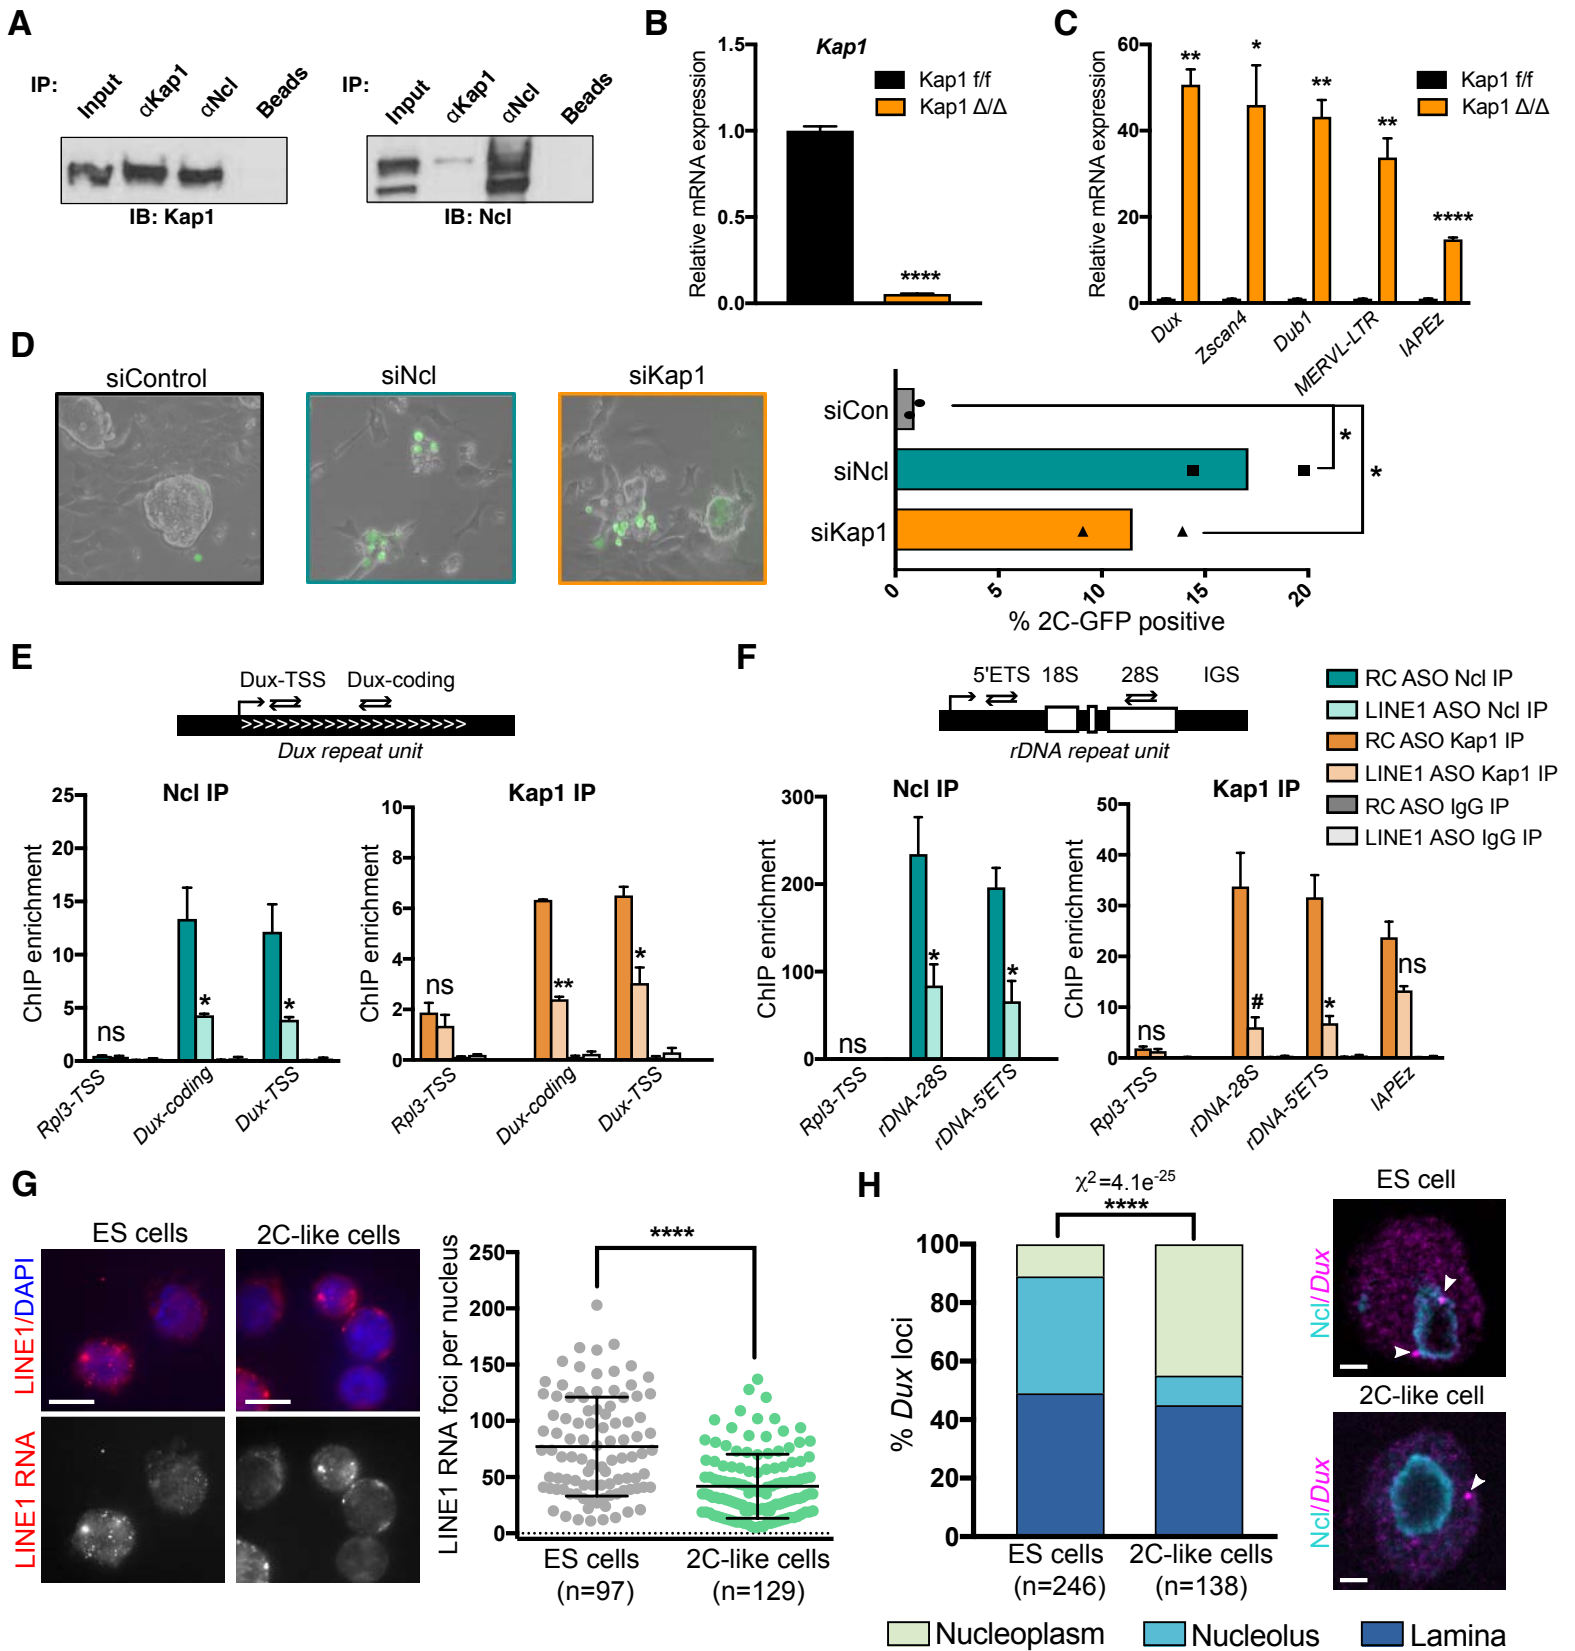 A
IP:
Input
αKap1
αNcl
Beads
IB: Kap1
IP:
Input
αKap1
αNcl
Beads
IB: Ncl
B
Relative mRNA expression
1.5
1.0
0.5
0.0
Kap1
Kap1 f/f
Kap1 Δ/Δ
****
C
Relative mRNA expression
60
40
20
0
**
*
**
**
****
Kap1 f/f
Kap1 Δ/Δ
Dux
Zscan4
Dub1
MERVL-LTR
IAPEz
D
siControl
siNcl
siKap1
siCon
siNcl
siKap1
*
*
0
5
10
15
20
% 2C-GFP positive
E
Dux-TSS
Dux-coding
>>>>>>>>>>>>>>>>>>>
Dux repeat unit
Ncl IP
ChIP enrichment
25
20
15
10
5
0
ns
*
*
Rpl3-TSS
Dux-coding
Dux-TSS
Kap1 IP
ChIP enrichment
10
8
6
4
2
0
ns
**
*
Rpl3-TSS
Dux-coding
Dux-TSS
F
5'ETS
18S
28S
IGS
rDNA repeat unit
RC ASO Ncl IP
LINE1 ASO Ncl IP
RC ASO Kap1 IP
LINE1 ASO Kap1 IP
RC ASO IgG IP
LINE1 ASO IgG IP
Ncl IP
ChIP enrichment
300
200
100
0
ns
*
*
Rpl3-TSS
rDNA-28S
rDNA-5'ETS
Kap1 IP
ChIP enrichment
50
40
30
20
10
0
ns
#
*
ns
Rpl3-TSS
rDNA-28S
rDNA-5'ETS
IAPEz
G
ES cells
2C-like cells
LINE1/DAPI
LINE1 RNA
LINE1 RNA foci per nucleus
250
200
150
100
50
0
****
ES cells
(n=97)
2C-like cells
(n=129)
H
χ²=4.1e⁻²⁵
****
% Dux loci
100
80
60
40
20
0
ES cells
(n=246)
2C-like cells
(n=138)
ES cell
Ncl/Dux
2C-like cell
Ncl/Dux
Nucleoplasm
Nucleolus
Lamina